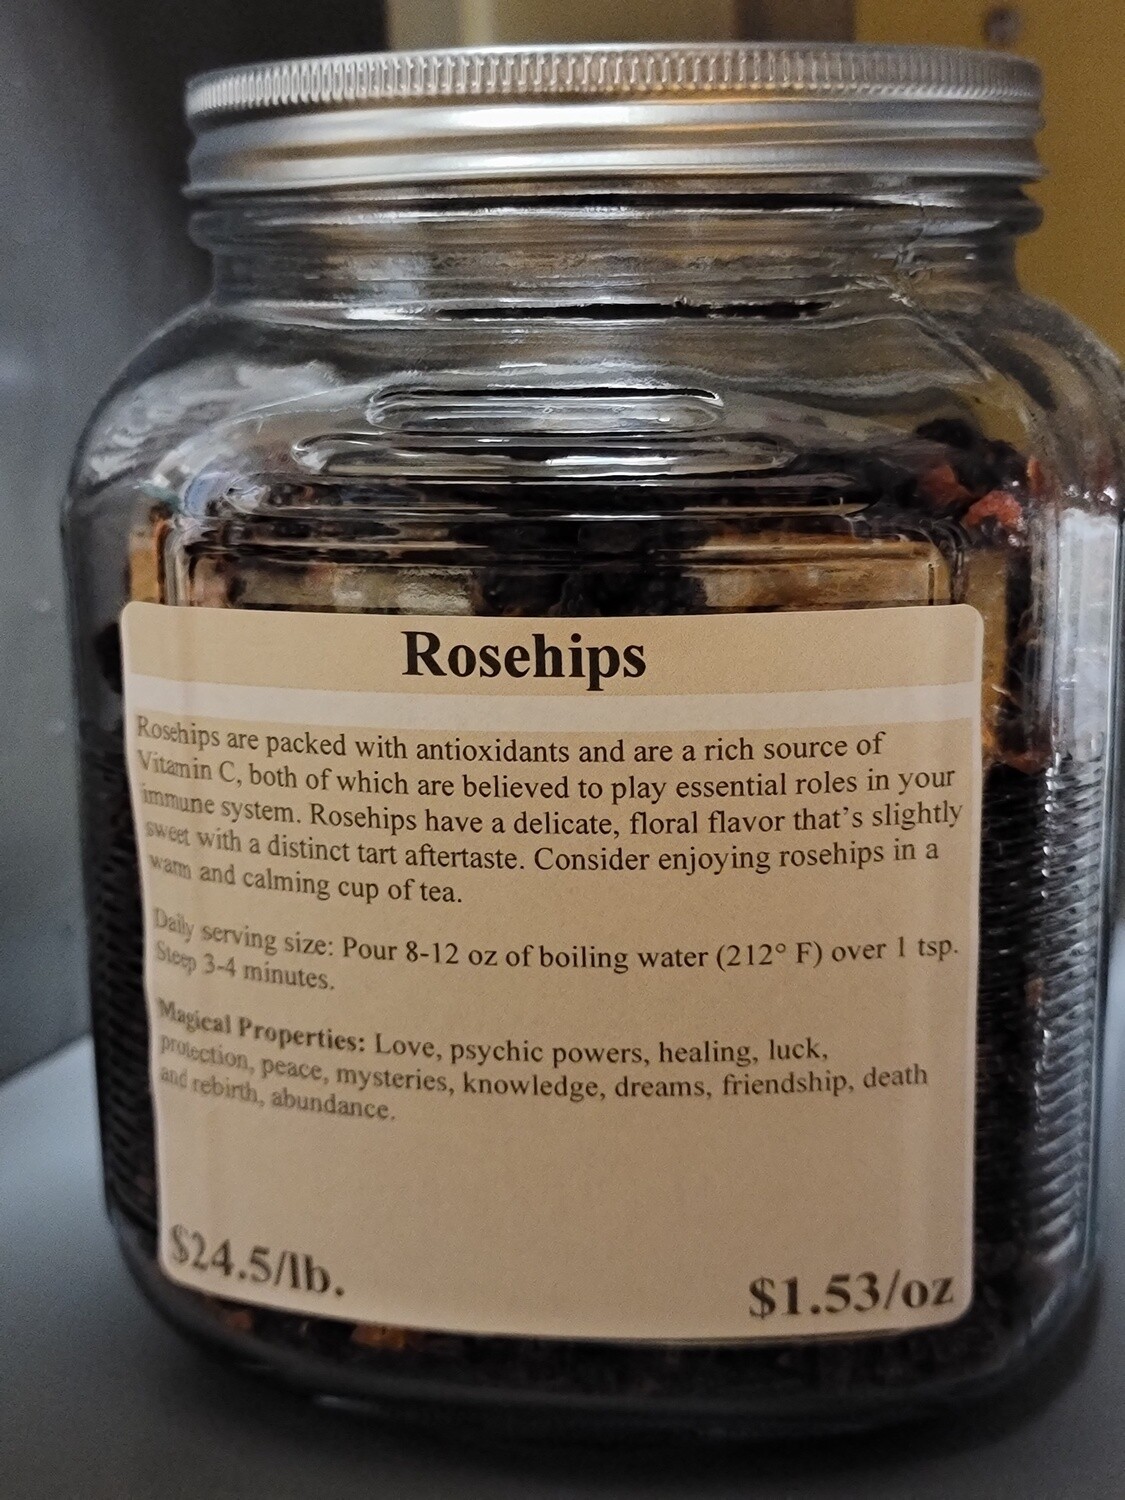 Rosehips
Rosehips are packed with antioxidants and are a rich source of
Vitamin C, both of which are believed to play essential roles in your
immune system. Rosehips have a delicate, floral flavor that's slightly
sweet with a distinct tart aftertaste. Consider enjoying rosehips in a
warm and calming cup of tea.
Daily serving size: Pour 8-12 oz of boiling water (212° F) over 1 tsp.
Steep 3-4 minutes.
Magical Properties: Love, psychic powers, healing, luck,
protection, peace, mysteries, knowledge, dreams, friendship, death
and rebirth, abundance.
$24.5/lb.
$1.53/oz